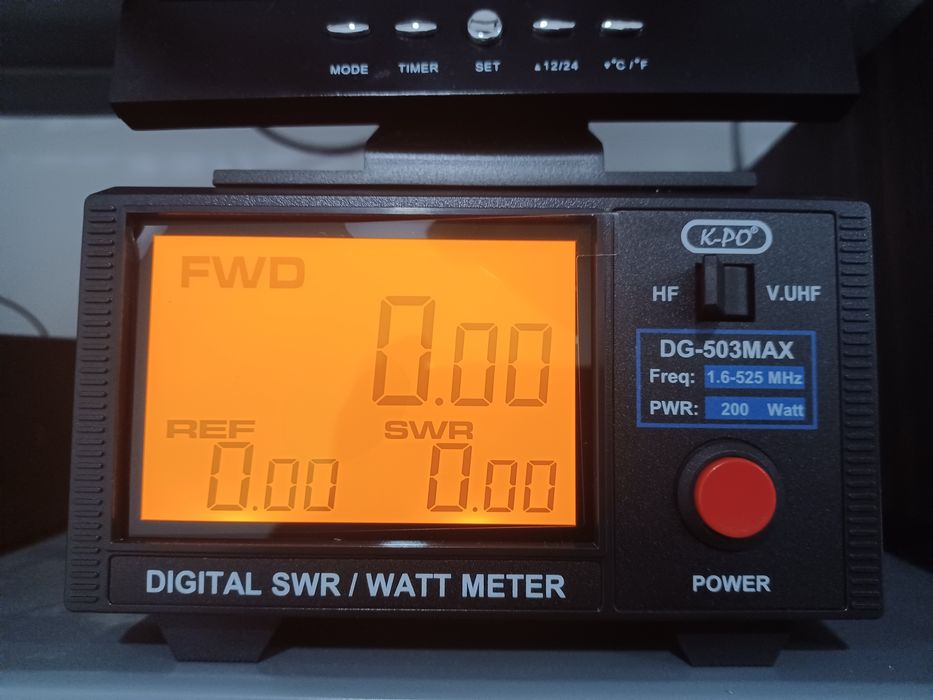 MODE TIMER SET ▲12/24 ▼°C/°F
K-PO®
HF V.UHF
FWD
0.00
REF SWR
0.00 0.00
DG-503MAX
Freq: 1.6-525 MHz
PWR: 200 Watt
DIGITAL SWR / WATT METER
POWER